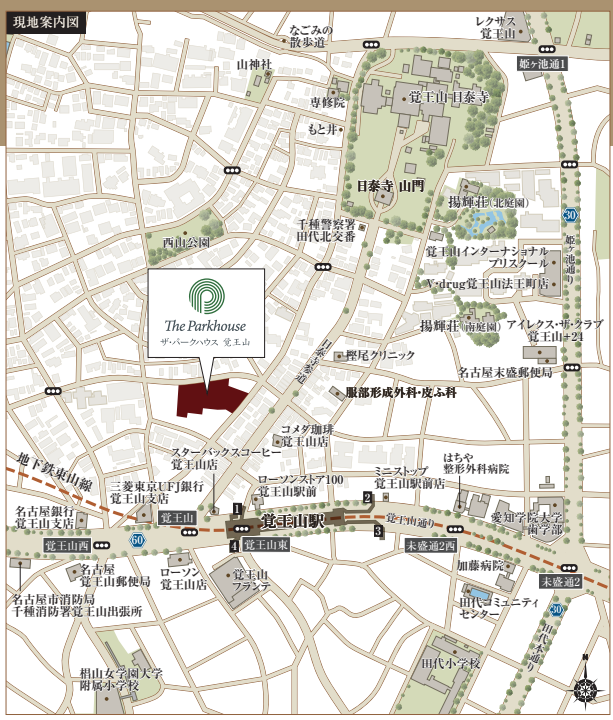 現地案内図
なごみの
散歩道
レクサス
覚王山
姫ヶ池通1
山神社
専修院
もと井
覚王山 日泰寺
日泰寺 山門
揚輝荘(北庭園)
30
姫ヶ池通り
千種警察署
田代北交番
西山公園
覚王山インターナショナル
プリスクール
V・drug覚王山法王町店
The Parkhouse
ザ・パークハウス 覚王山
揚輝荘(南庭園)
アイレクス・ザ・クラブ
覚王山+24
日泰寺参道
樫尾クリニック
名古屋末盛郵便局
服部形成外科・皮ふ科
コメダ珈琲
覚王山店
スターバックスコーヒー
覚王山店
地下鉄東山線
三菱東京UFJ銀行
覚王山支店
ローソンストア100
覚王山駅前
ミニストップ
覚王山駅前店
はちや
整形外科病院
名古屋銀行
覚王山支店
覚王山
1
2
覚王山駅
覚王山通り
愛知学院大学
歯学部
覚王山西
60
4
覚王山東
3
末盛通2西
名古屋
覚王山郵便局
ローソン
覚王山店
覚王山
フランテ
加藤病院
末盛通2
名古屋市消防局
千種消防署覚王山出張所
田代コミュニティ
センター
30
田代本通り
椙山女学園大学
附属小学校
田代小学校
N